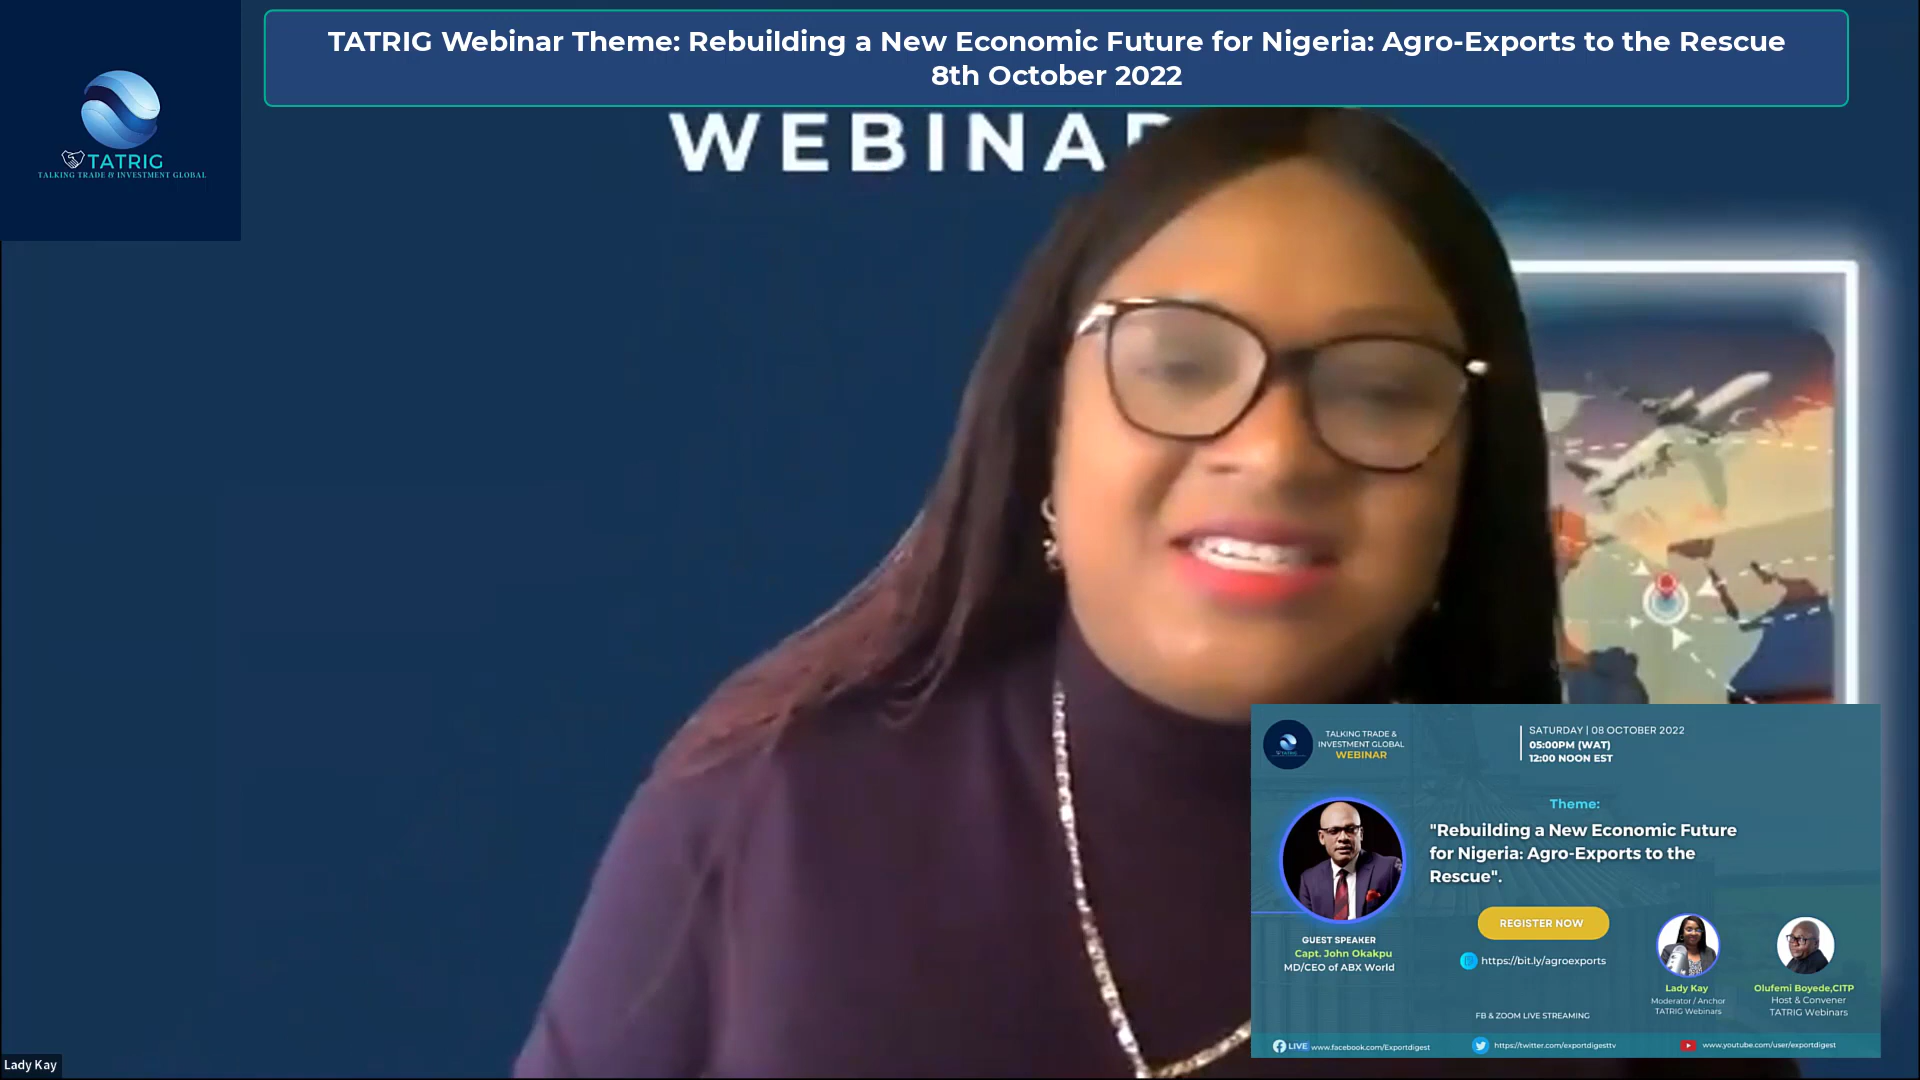 TATRIG Webinar Theme: Rebuilding a New Economic Future for Nigeria: Agro-Exports to the Rescue
8th October 2022
TATRIG
TALKING TRADE & INVESTMENT GLOBAL
WEBINAR
TALKING TRADE &
INVESTMENT GLOBAL
WEBINAR
SATURDAY | 08 OCTOBER 2022
05:00PM (WAT)
12:00 NOON EST
Theme:
"Rebuilding a New Economic Future
for Nigeria: Agro-Exports to the
Rescue".
REGISTER NOW
https://bit.ly/agroexports
GUEST SPEAKER
Capt. John Okakpu
MD/CEO of ABX World
Lady Kay
Moderator / Anchor
TATRIG Webinars
Olufemi Boyede,CITP
Host & Convener
TATRIG Webinars
FB & ZOOM LIVE STREAMING
LIVE www.facebook.com/Exportdigest
https://twitter.com/exportdigesttv
www.youtube.com/user/exportdigest
Lady Kay